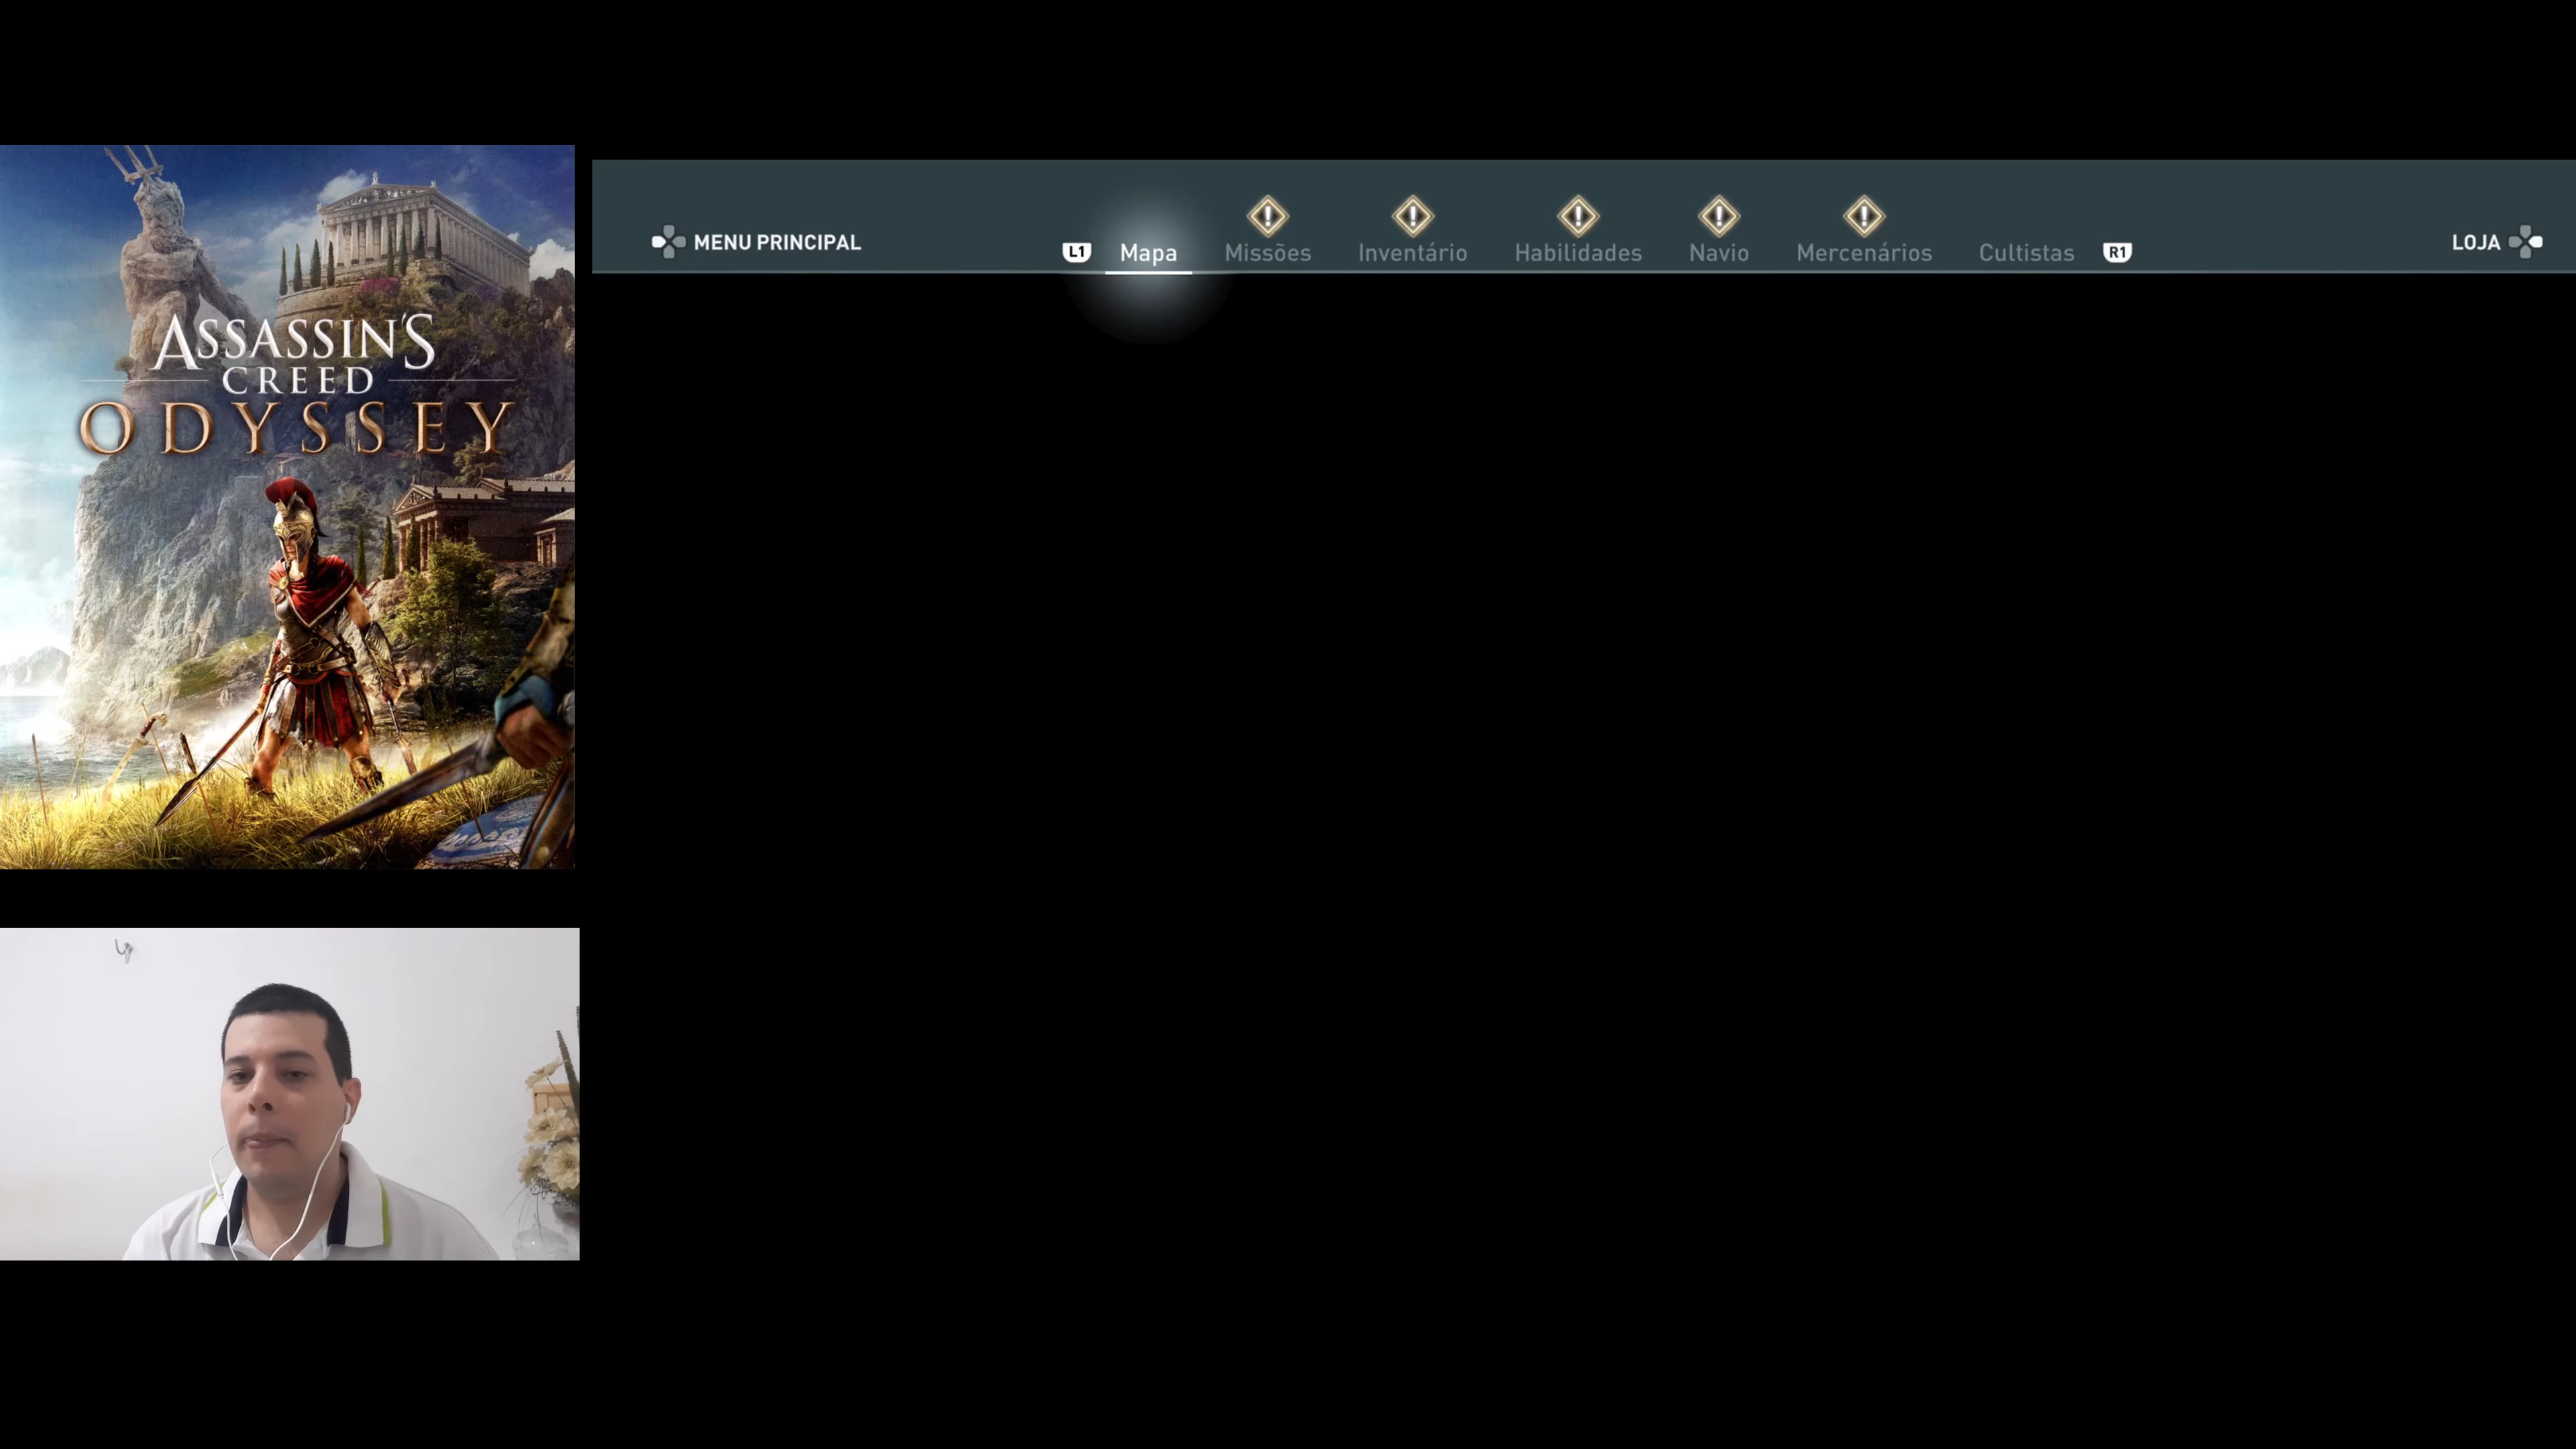 ASSASSIN'S
CREED
ODYSSEY
MENU PRINCIPAL
L1 Mapa Missões Inventário Habilidades Navio Mercenários Cultistas R1
LOJA